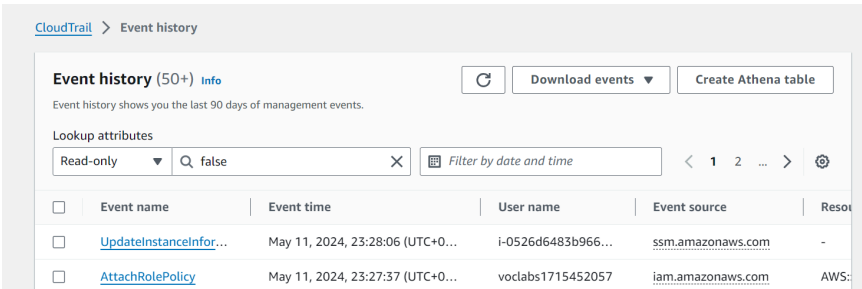 CloudTrail > Event history
Event history (50+) Info
Download events ▼
Create Athena table
Event history shows you the last 90 days of management events.
Lookup attributes
Read-only ▼ false
Filter by date and time
< 1 2 ... >
Event name Event time User name Event source Resou
UpdateInstanceInfor... May 11, 2024, 23:28:06 (UTC+0... i-0526d6483b966... ssm.amazonaws.com -
AttachRolePolicy May 11, 2024, 23:27:37 (UTC+0... voclabs1715452057 iam.amazonaws.com AWS: